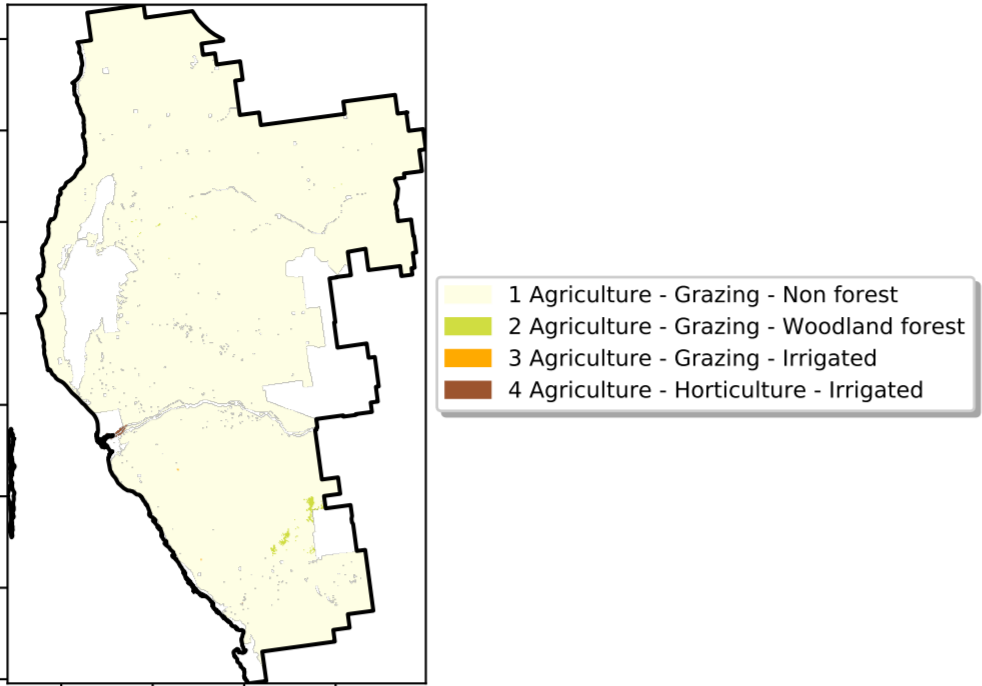 1 Agriculture - Grazing - Non forest
2 Agriculture - Grazing - Woodland forest
3 Agriculture - Grazing - Irrigated
4 Agriculture - Horticulture - Irrigated